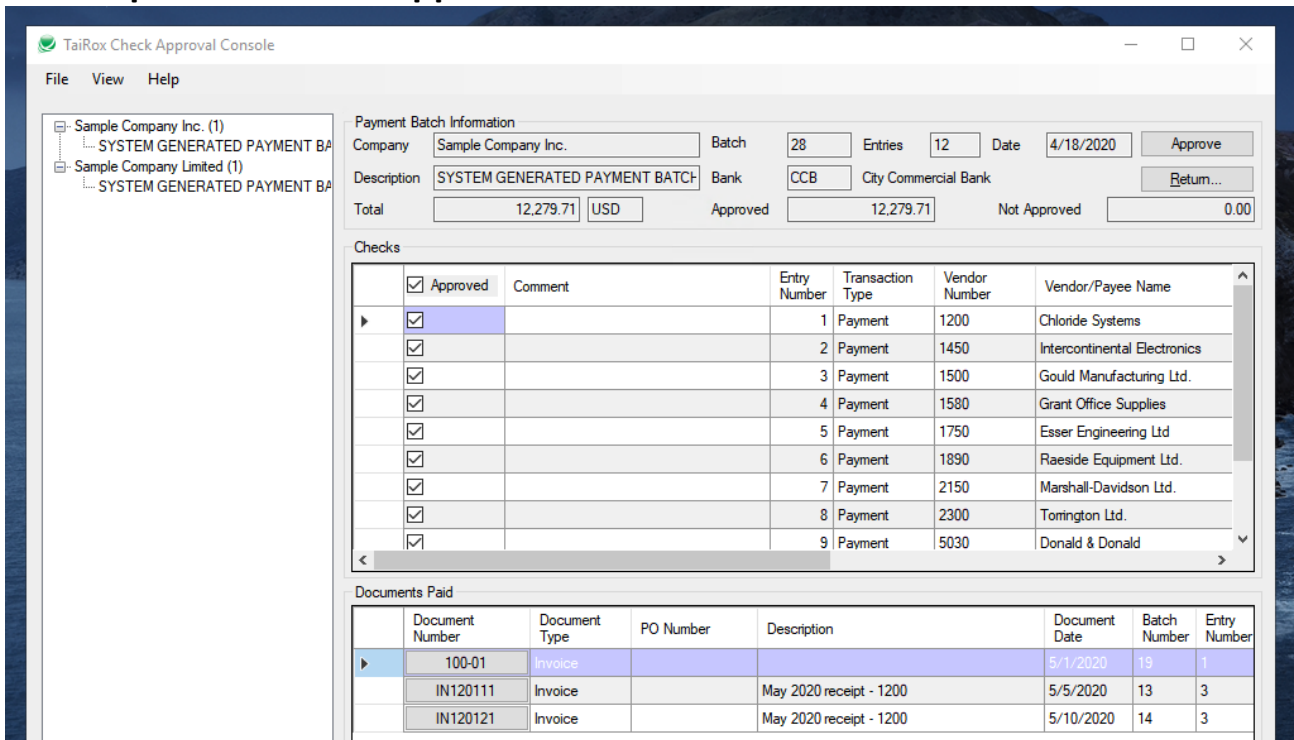 TaiRox Check Approval Console
File View Help
Sample Company Inc. (1)
SYSTEM GENERATED PAYMENT BA
Sample Company Limited (1)
SYSTEM GENERATED PAYMENT BA
Payment Batch Information
Company Sample Company Inc. Batch 28 Entries 12 Date 4/18/2020 Approve
Description SYSTEM GENERATED PAYMENT BATCH Bank CCB City Commercial Bank Return...
Total 12,279.71 USD Approved 12,279.71 Not Approved 0.00
Checks
Approved Comment Entry Number Transaction Type Vendor Number Vendor/Payee Name
1 Payment 1200 Chloride Systems
2 Payment 1450 Intercontinental Electronics
3 Payment 1500 Gould Manufacturing Ltd.
4 Payment 1580 Grant Office Supplies
5 Payment 1750 Esser Engineering Ltd
6 Payment 1890 Raeside Equipment Ltd.
7 Payment 2150 Marshall-Davidson Ltd.
8 Payment 2300 Torrington Ltd.
9 Payment 5030 Donald & Donald
Documents Paid
Document Number Document Type PO Number Description Document Date Batch Number Entry Number
100-01 Invoice 5/1/2020 19 1
IN120111 Invoice May 2020 receipt - 1200 5/5/2020 13 3
IN120121 Invoice May 2020 receipt - 1200 5/10/2020 14 3